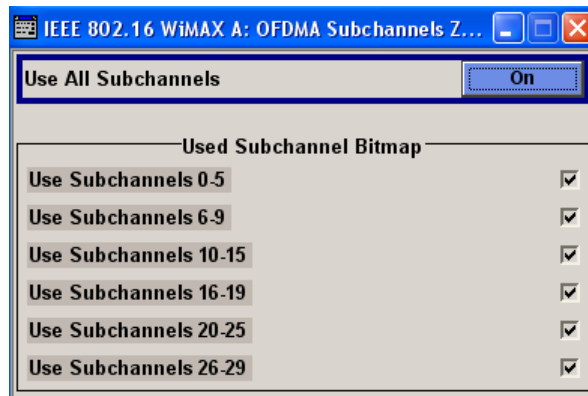 IEEE 802.16 WiMAX A: OFDMA Subchannels Z...
Use All Subchannels On
Used Subchannel Bitmap
Use Subchannels 0-5
Use Subchannels 6-9
Use Subchannels 10-15
Use Subchannels 16-19
Use Subchannels 20-25
Use Subchannels 26-29